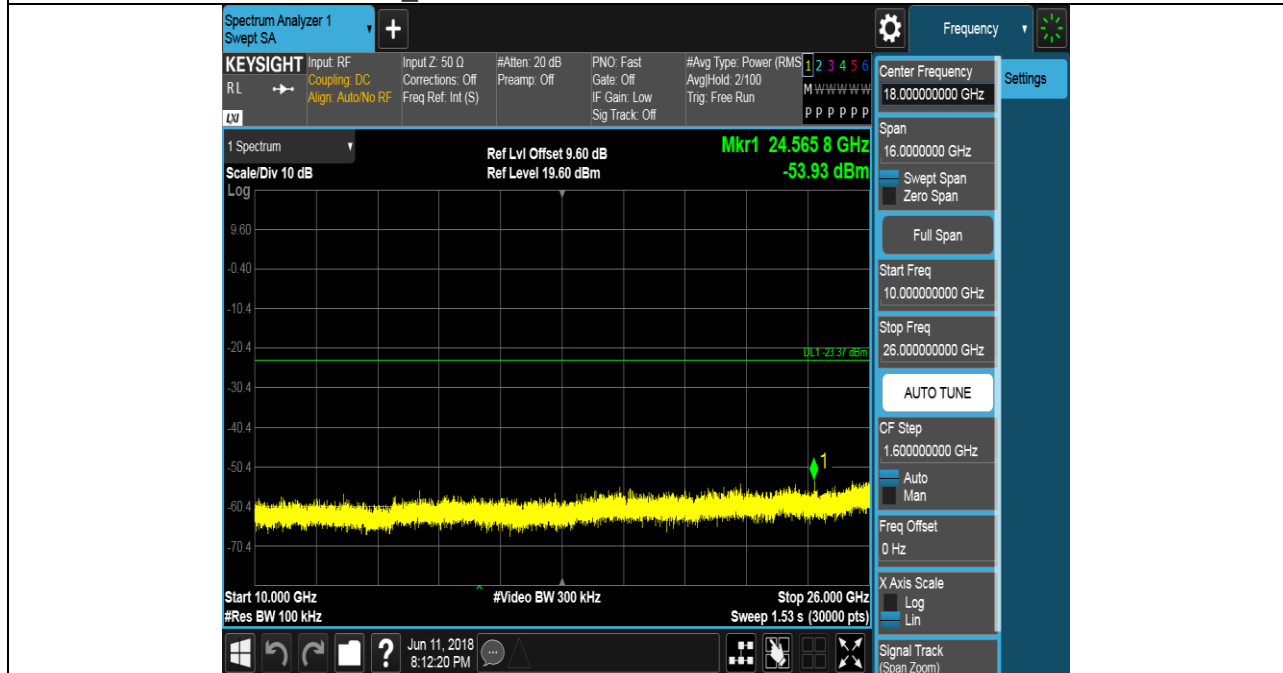 Spectrum Analyzer 1
Swept SA
+
Frequency
KEYSIGHT
RL
LXI
Input: RF
Coupling: DC
Align: Auto/No RF
Input Z: 50 Ω
Corrections: Off
Freq Ref: Int (S)
#Atten: 20 dB
Preamp: Off
PNO: Fast
Gate: Off
IF Gain: Low
Sig Track: Off
#Avg Type: Power (RMS
Avg|Hold: 2/100
Trig: Free Run
1 2 3 4 5 6
M W W W W W
P P P P P P
1 Spectrum
Scale/Div 10 dB
Log
Ref Lvl Offset 9.60 dB
Ref Level 19.60 dBm
Mkr1 24.565 8 GHz
-53.93 dBm
9.60
-0.40
-10.4
-20.4
-30.4
-40.4
-50.4
-60.4
-70.4
DL1 -23.37 dBm
1
Start 10.000 GHz
#Res BW 100 kHz
#Video BW 300 kHz
Stop 26.000 GHz
Sweep 1.53 s (30000 pts)
?
Jun 11, 2018
8:12:20 PM
Center Frequency
18.000000000 GHz
Settings
Span
16.0000000 GHz
Swept Span
Zero Span
Full Span
Start Freq
10.000000000 GHz
Stop Freq
26.000000000 GHz
AUTO TUNE
CF Step
1.600000000 GHz
Auto
Man
Freq Offset
0 Hz
X Axis Scale
Log
Lin
Signal Track
(Span Zoom)